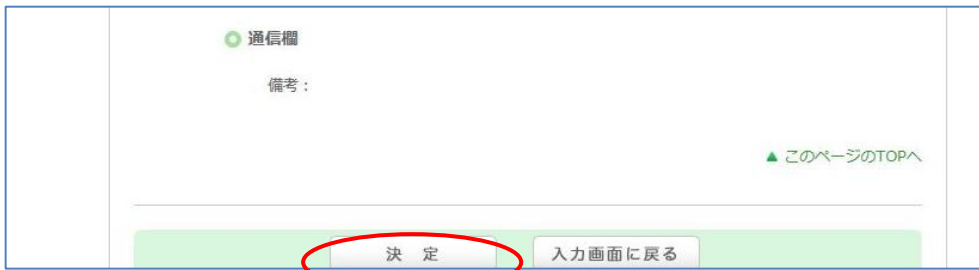 通信欄
備考：
▲ このページのTOPへ
決 定
入力画面に戻る